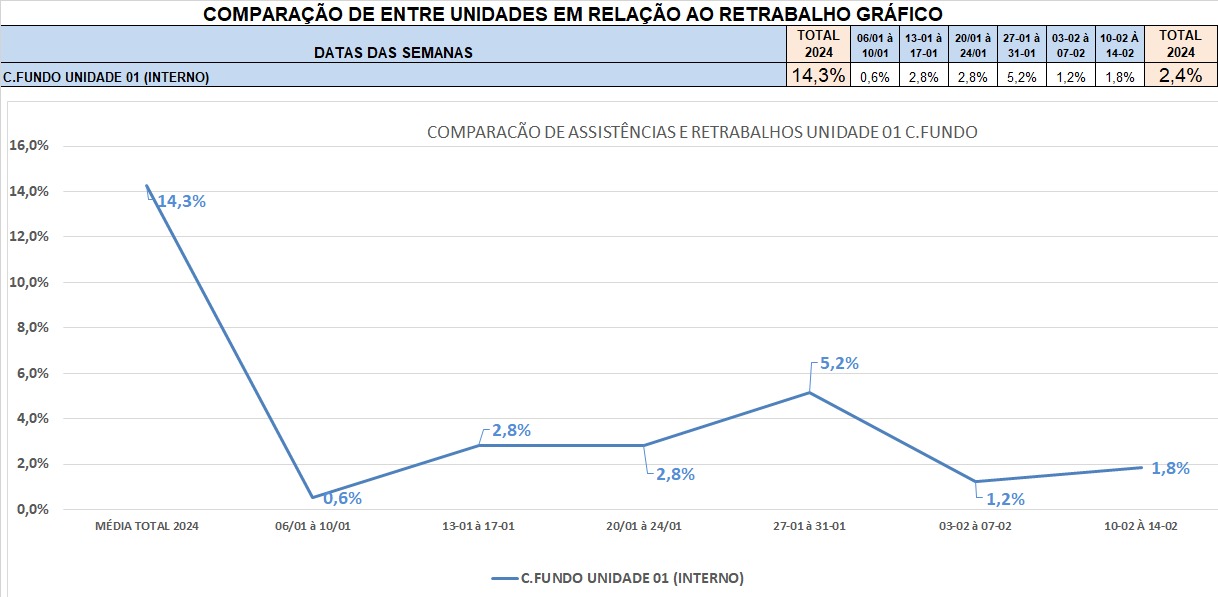 COMPARAÇÃO DE ENTRE UNIDADES EM RELAÇÃO AO RETRABALHO GRÁFICO
DATAS DAS SEMANAS
TOTAL
2024
06/01 à
10/01
13-01 à
17-01
20/01 à
24/01
27-01 à
31-01
03-02 à
07-02
10-02 À
14-02
TOTAL
2024
C.FUNDO UNIDADE 01 (INTERNO)
14,3%
0,6%
2,8%
2,8%
5,2%
1,2%
1,8%
2,4%
COMPARACÃO DE ASSISTÊNCIAS E RETRABALHOS UNIDADE 01 C.FUNDO
16,0%
14,0%
12,0%
10,0%
8,0%
6,0%
4,0%
2,0%
0,0%
14,3%
0,6%
2,8%
2,8%
5,2%
1,2%
1,8%
MÉDIA TOTAL 2024
06/01 à 10/01
13-01 à 17-01
20/01 à 24/01
27-01 à 31-01
03-02 à 07-02
10-02 À 14-02
C.FUNDO UNIDADE 01 (INTERNO)